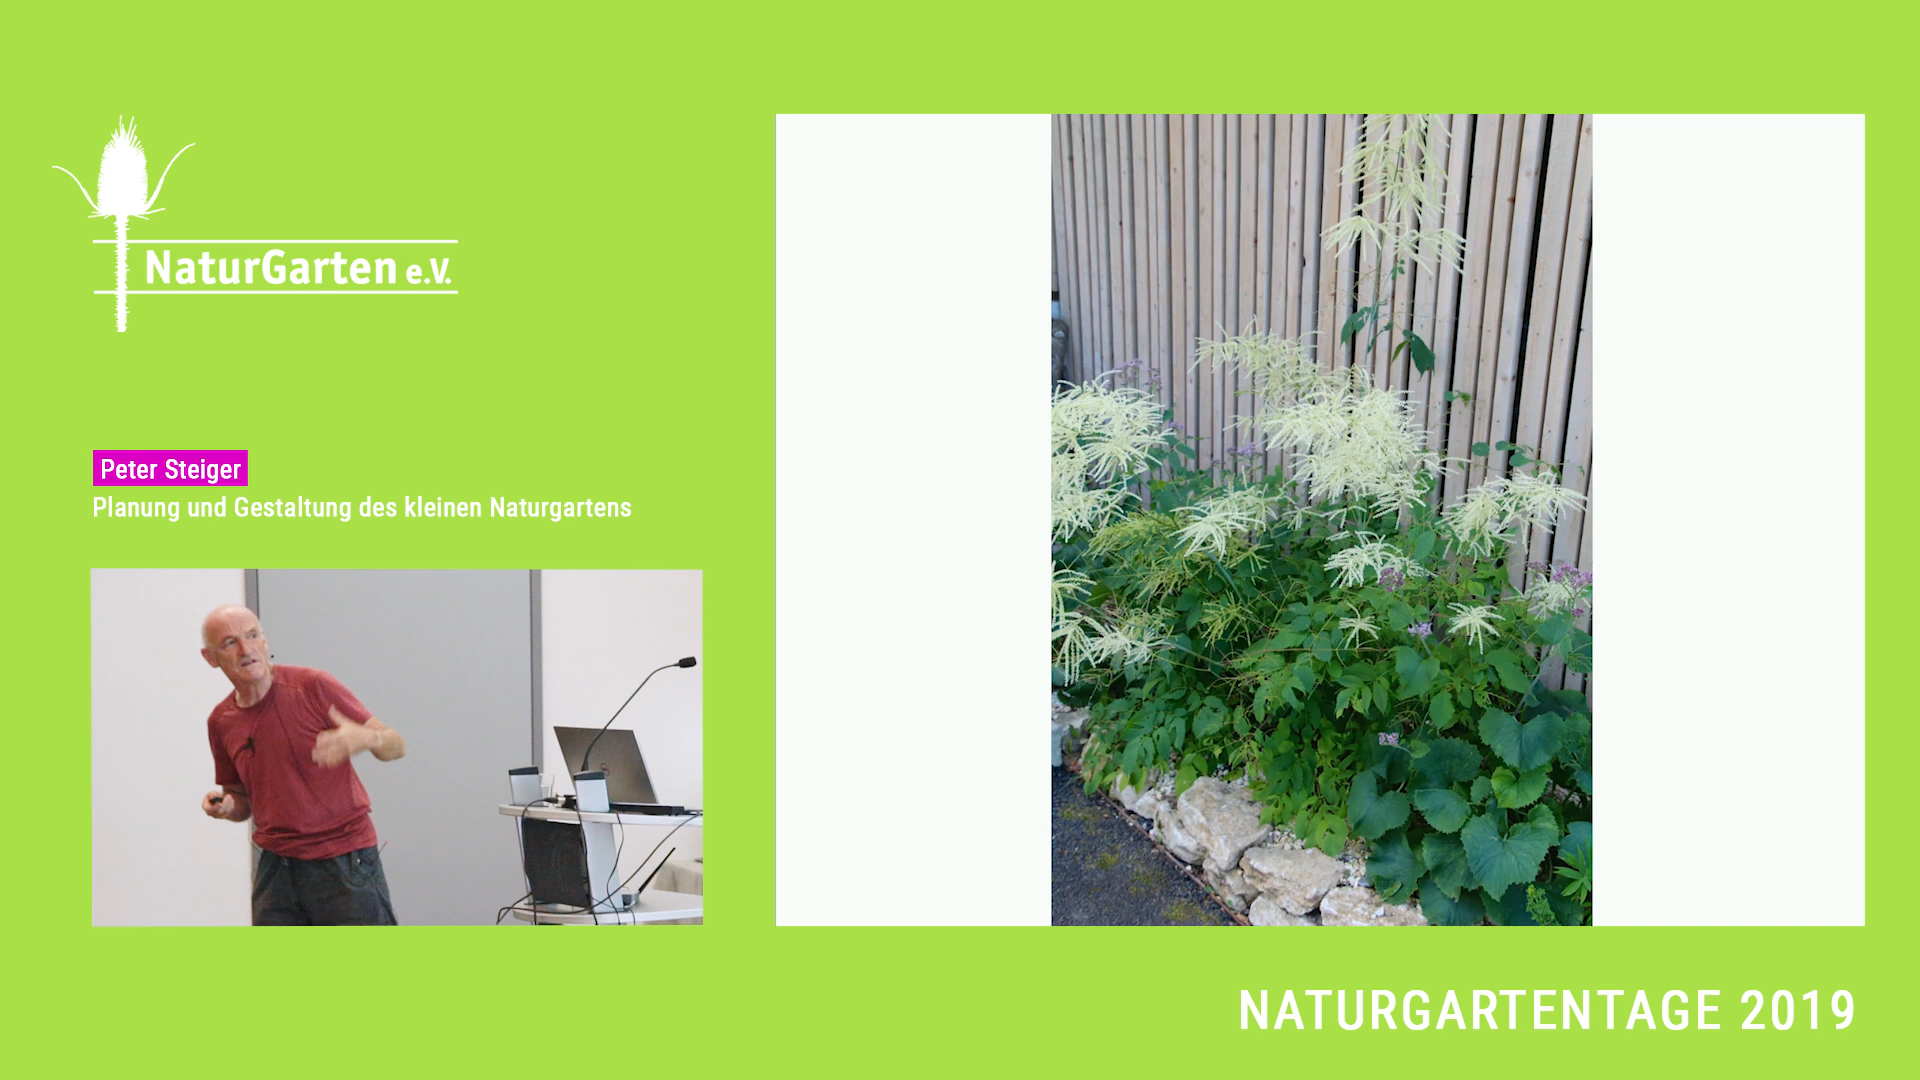 NaturGarten e.V.
Peter Steiger
Planung und Gestaltung des kleinen Naturgartens
NATURGARTENTAGE 2019